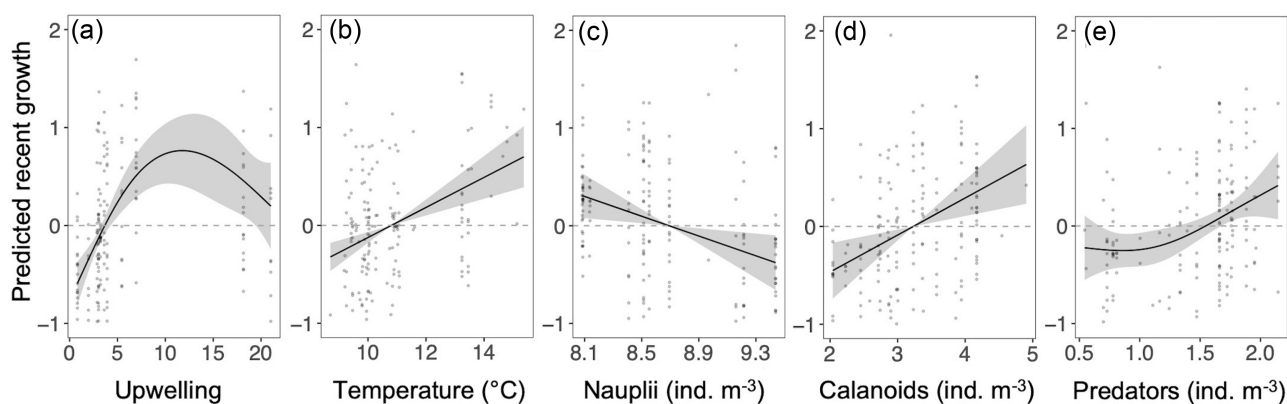 Predicted recent growth
(a) (b) (c) (d) (e)
2 2 2 2 2
1 1 1 1 1
0 0 0 0 0
−1 −1 −1 −1 −1
0 5 10 15 20 10 12 14 8.1 8.5 8.9 9.3 2 3 4 5 0.5 1.0 1.5 2.0
Upwelling Temperature (°C) Nauplii (ind. m⁻³) Calanoids (ind. m⁻³) Predators (ind. m⁻³)